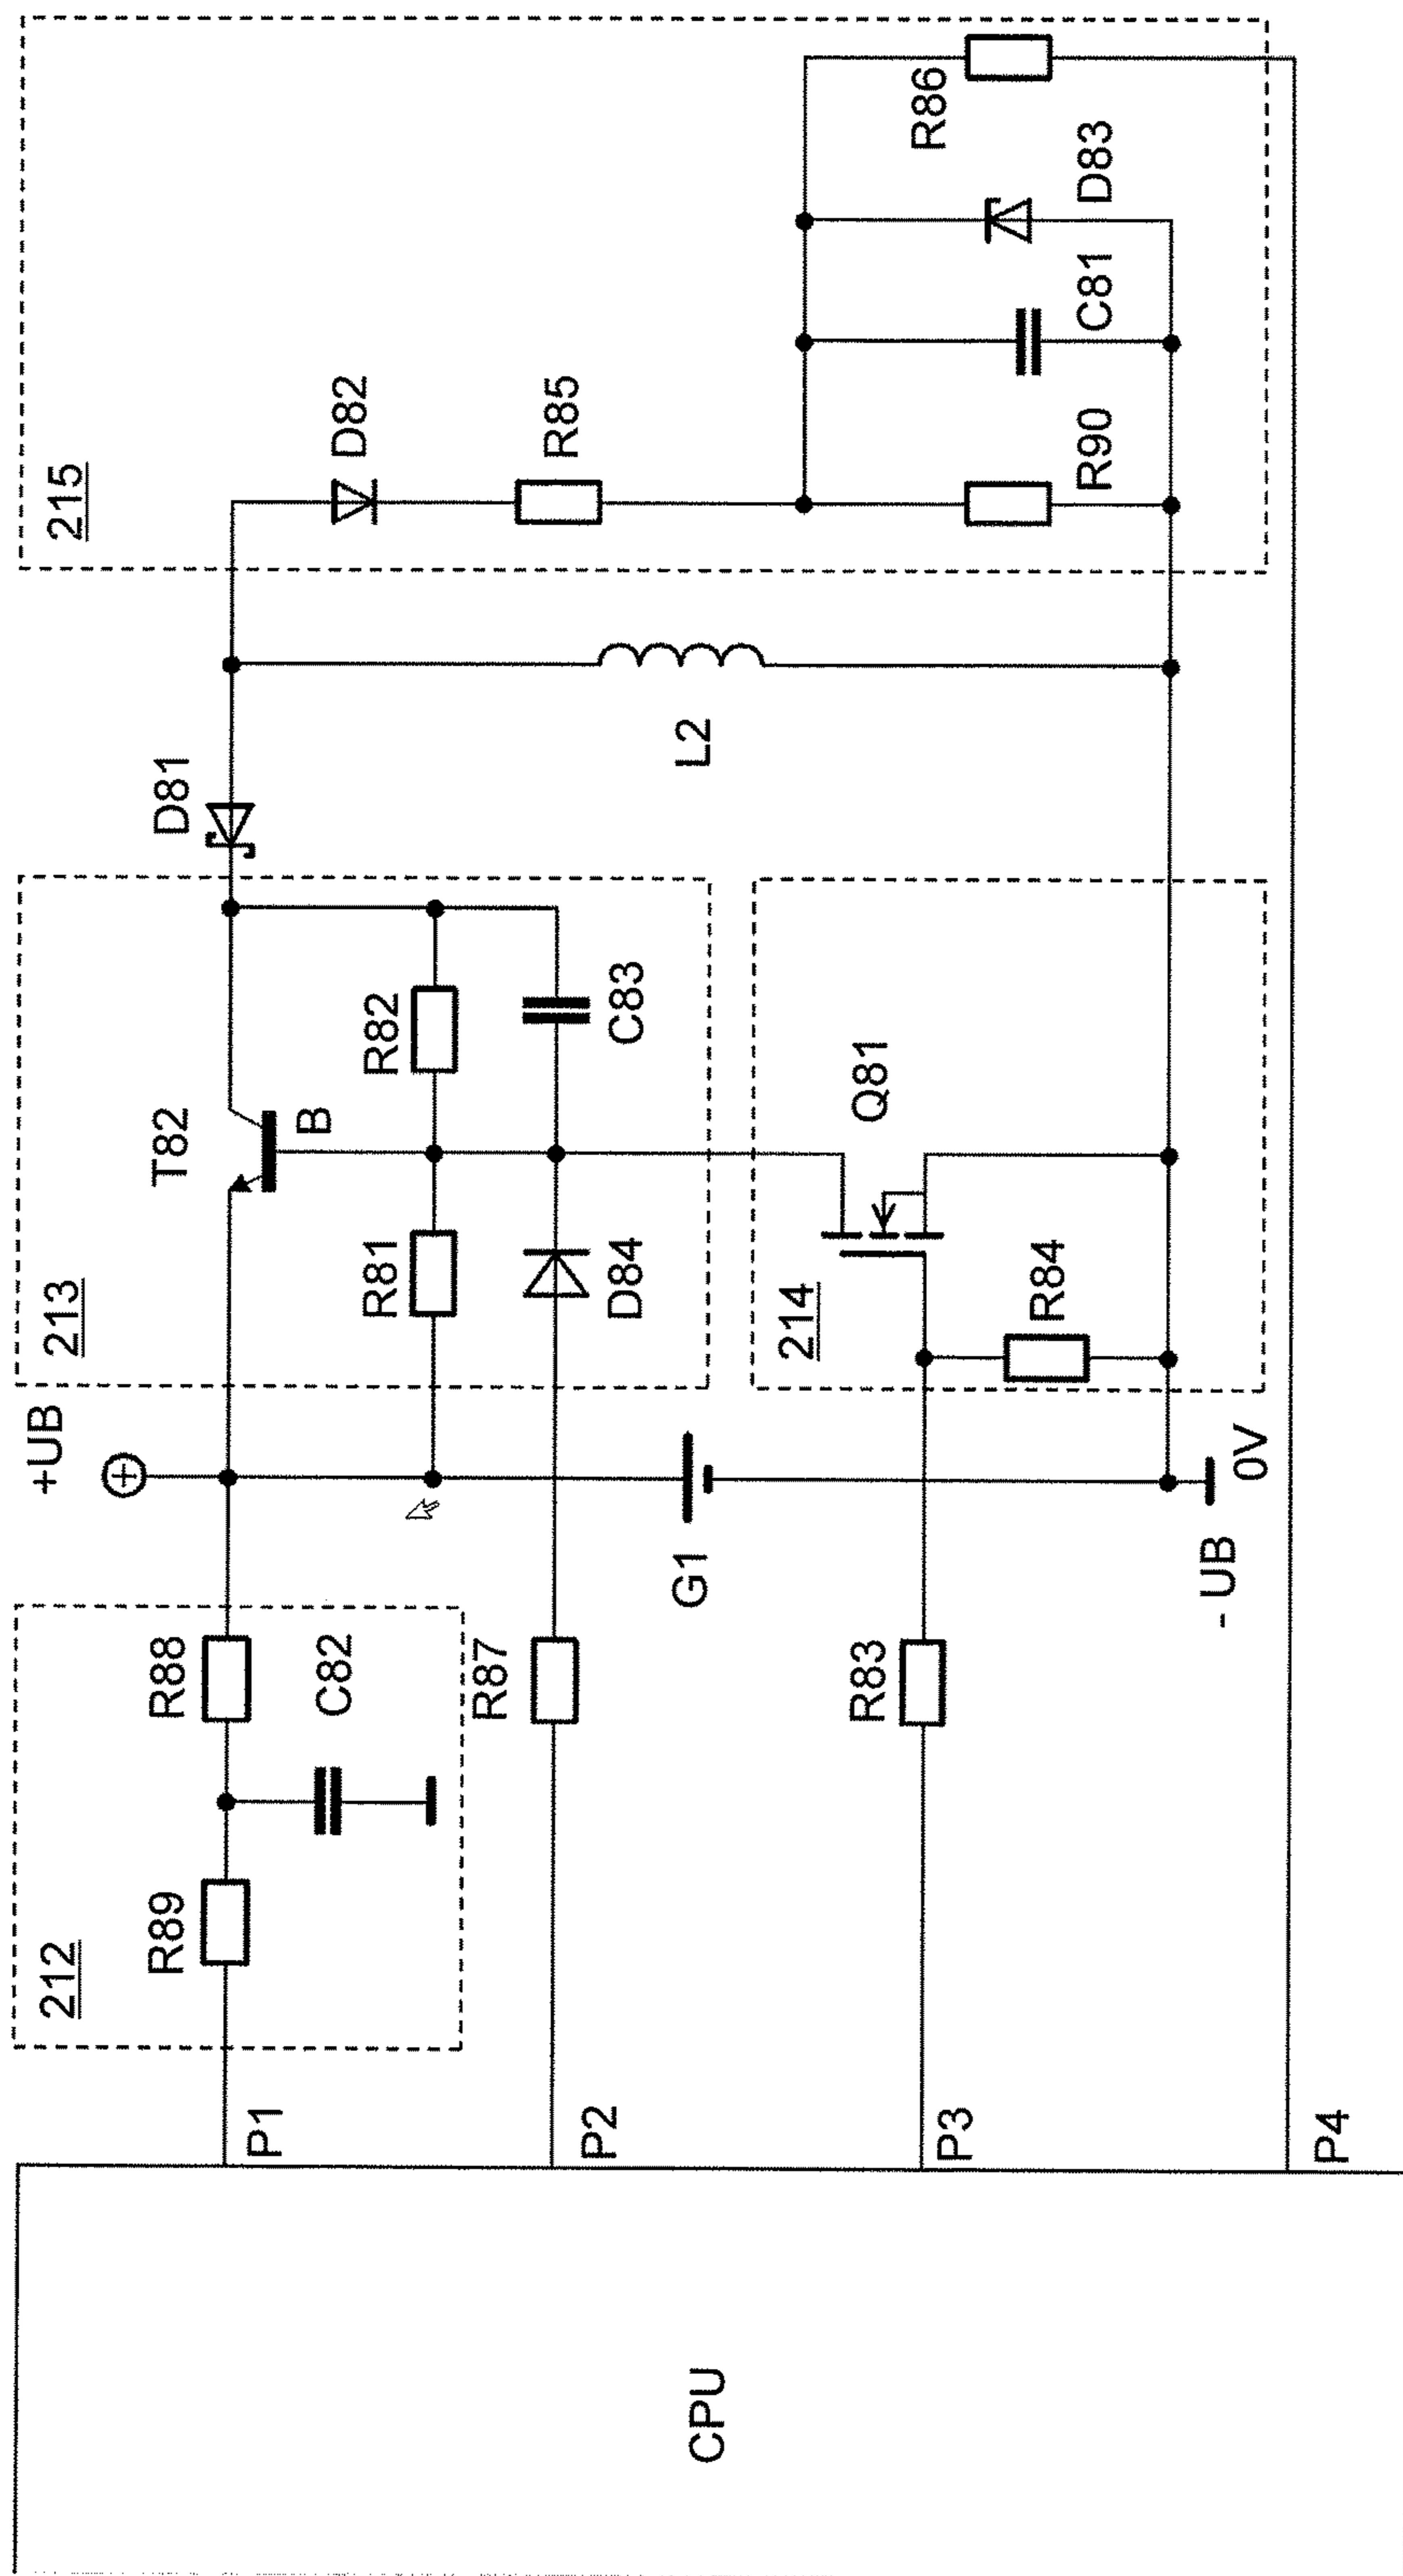 215
D82
R85
R86
D83
C81
R90
D81
L2
213
T82
B
R82
C83
R81
D84
214
Q81
R84
+UB
G1
- UB
0V
212
R88
C82
R89
R87
R83
P1
P2
P3
P4
CPU